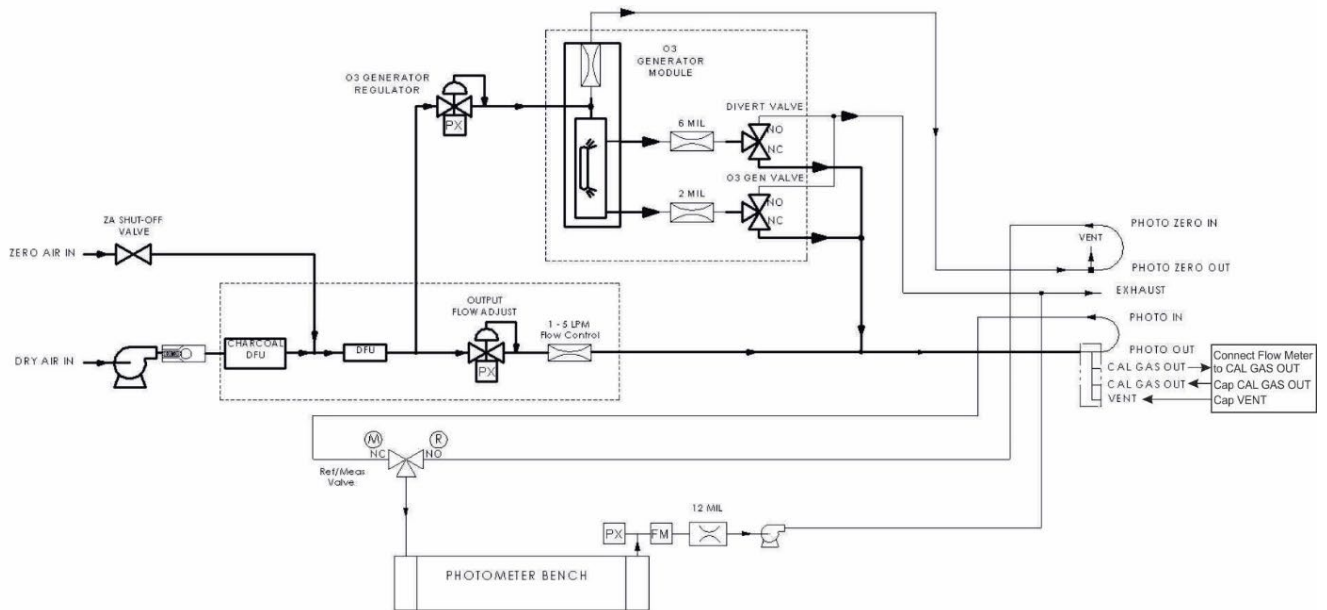 O3
GENERATOR
MODULE
O3 GENERATOR
REGULATOR
PX
DIVERT VALVE
6 MIL
NO
NC
O3 GEN VALVE
2 MIL
NO
NC
ZA SHUT-OFF
VALVE
ZERO AIR IN
PHOTO ZERO IN
VENT
PHOTO ZERO OUT
EXHAUST
OUTPUT
FLOW ADJUST
1 - 5 LPM
Flow Control
PHOTO IN
CHARCOAL
DFU
DFU
PX
DRY AIR IN
PHOTO OUT
CAL GAS OUT
CAL GAS OUT
VENT
Connect Flow Meter
to CAL GAS OUT
Cap CAL GAS OUT
Cap VENT
M
R
NC
NO
Ref/Meas
Valve
12 MIL
PX
FM
PHOTOMETER BENCH